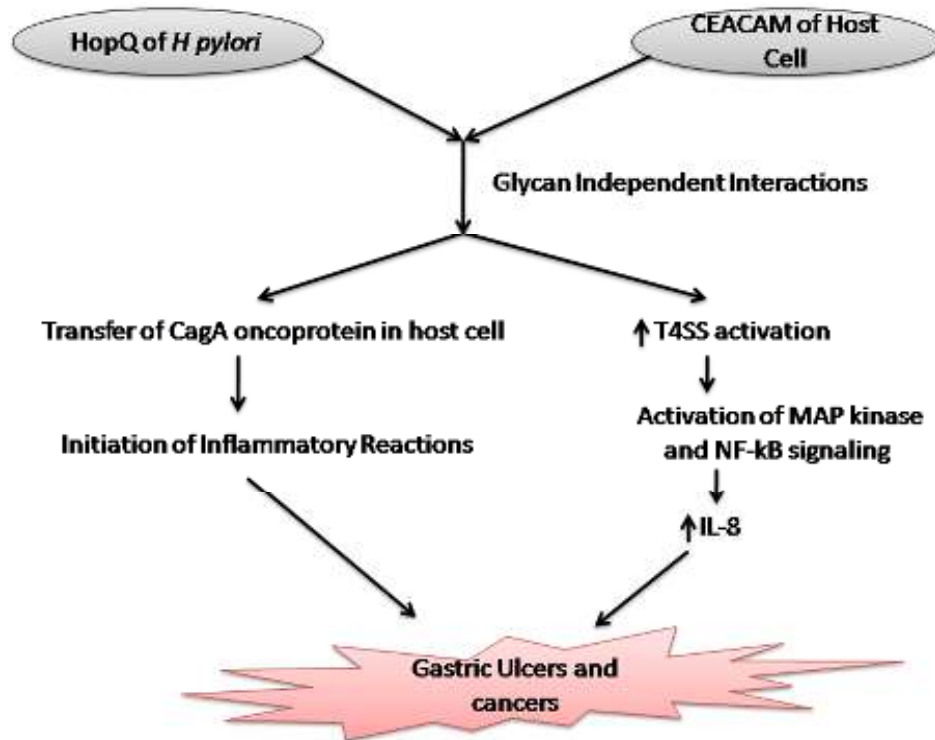 HopQ of H pylori
CEACAM of Host
Cell
Glycan Independent Interactions
Transfer of CagA oncoprotein in host cell
↑ T4SS activation
Initiation of Inflammatory Reactions
Activation of MAP kinase
and NF-kB signaling
↑IL-8
Gastric Ulcers and
cancers